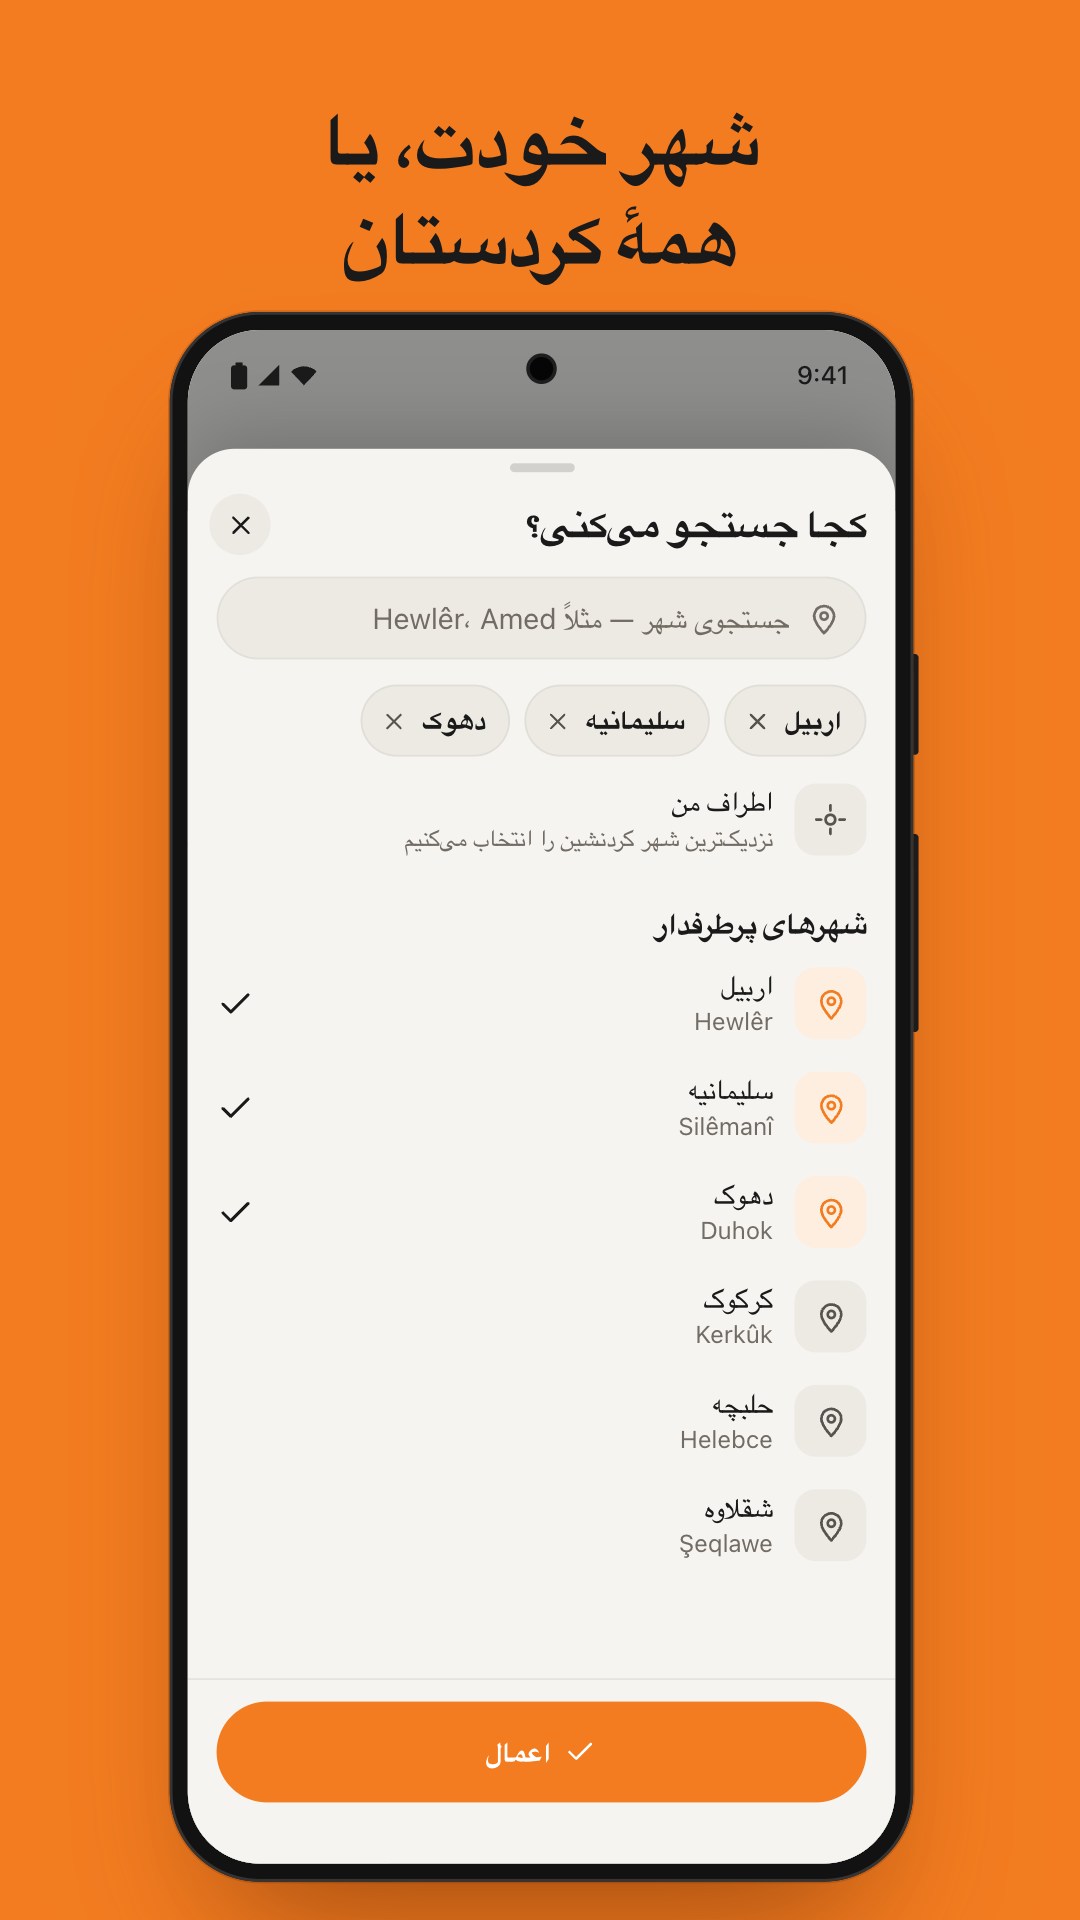 شهر خودت، یا
همهٔ کردستان
9:41
کجا جستجو می‌کنی؟
جستجوی شهر — مثلاً Hewlêr، Amed
اربیل
سلیمانیه
دهوک
اطراف من
نزدیک‌ترین شهر کردنشین را انتخاب می‌کنیم
شهرهای پرطرفدار
اربیل
Hewlêr
سلیمانیه
Silêmanî
دهوک
Duhok
کرکوک
Kerkûk
حلبچه
Helebce
شقلاوه
Şeqlawe
اعمال